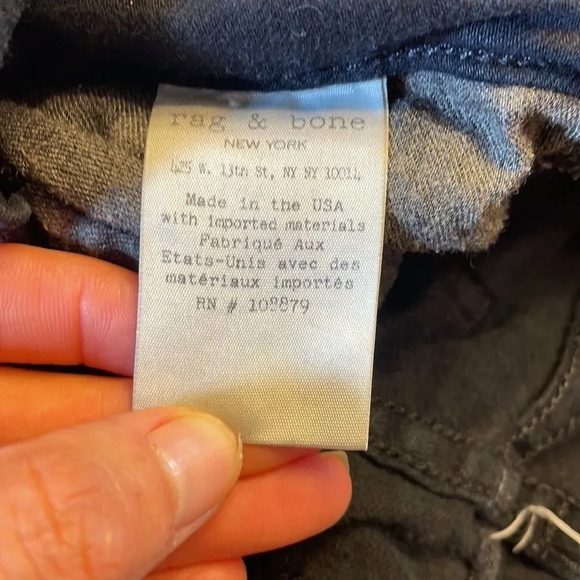 rag & bone
NEW YORK
425 W. 13th St, NY NY 10014
Made in the USA
with imported materials
Fabriqué Aux
Etats-Unis avec des
matériaux importés
RN # 108879